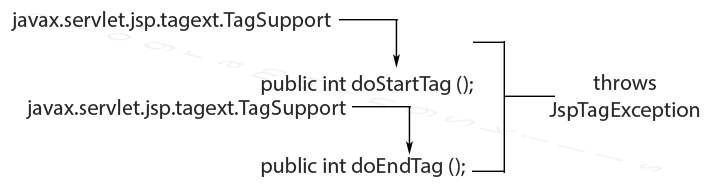 javax.servlet.jsp.tagext.TagSupport
public int doStartTag ();
javax.servlet.jsp.tagext.TagSupport
public int doEndTag ();
throws
JspTagException